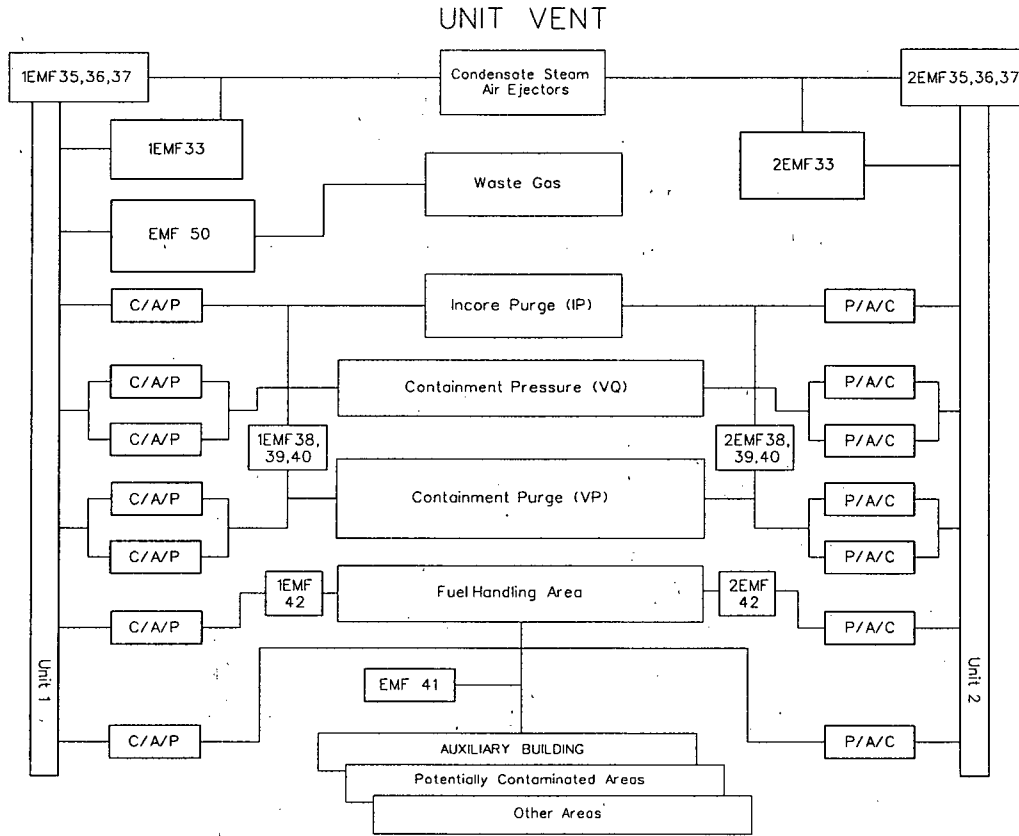 UNIT VENT
1EMF35,36,37
Condensate Steam
Air Ejectors
2EMF35,36,37
1EMF33
2EMF33
Waste Gas
EMF 50
C/A/P
Incore Purge (IP)
P/A/C
C/A/P
Containment Pressure (VQ)
P/A/C
C/A/P
P/A/C
1EMF38,
39,40
2EMF38,
39,40
C/A/P
Containment Purge (VP)
P/A/C
C/A/P
P/A/C
1EMF
42
Fuel Handling Area
2EMF
42
C/A/P
P/A/C
Unit 1
EMF 41
Unit 2
C/A/P
P/A/C
AUXILIARY BUILDING
Potentially Contaminated Areas
Other Areas